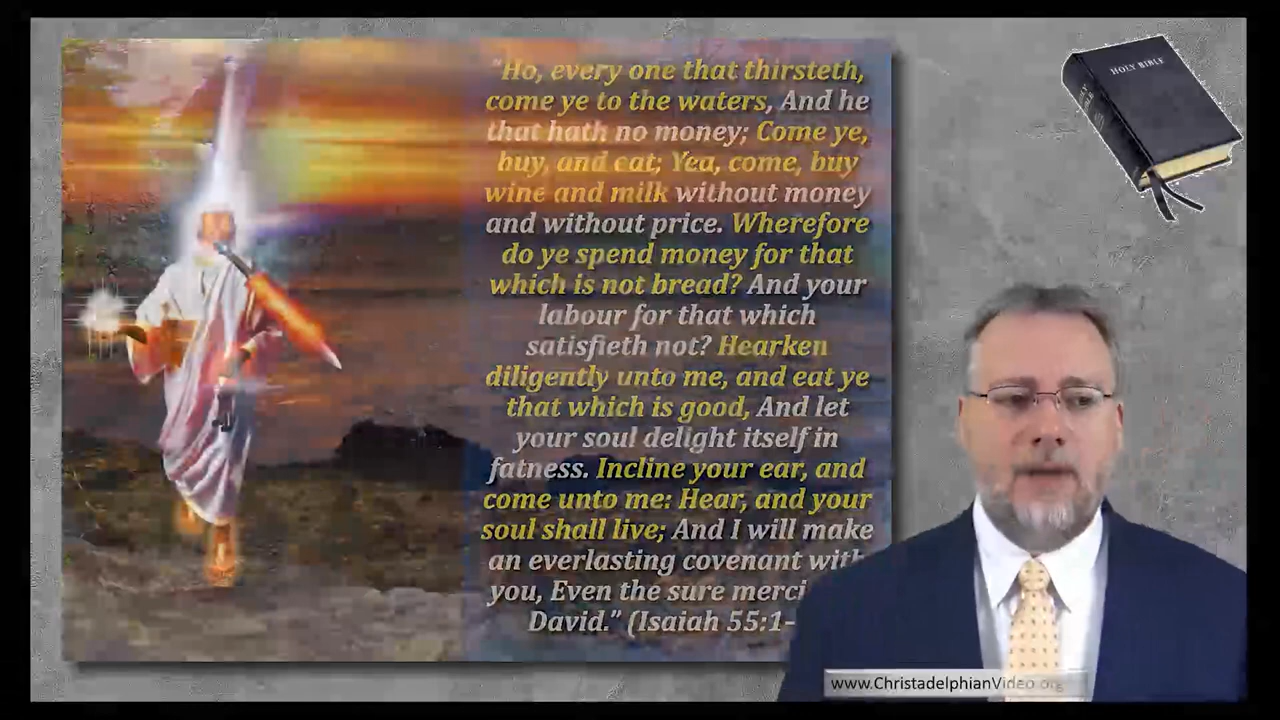 "Ho, every one that thirsteth,
come ye to the waters, And he
that hath no money; Come ye,
buy, and eat; Yea, come, buy
wine and milk without money
and without price. Wherefore
do ye spend money for that
which is not bread? And your
labour for that which
satisfieth not? Hearken
diligently unto me, and eat ye
that which is good, And let
your soul delight itself in
fatness. Incline your ear, and
come unto me: Hear, and your
soul shall live; And I will make
an everlasting covenant with
you, Even the sure merci
David." (Isaiah 55:1-
HOLY BIBLE
www.ChristadelphianVideo.org